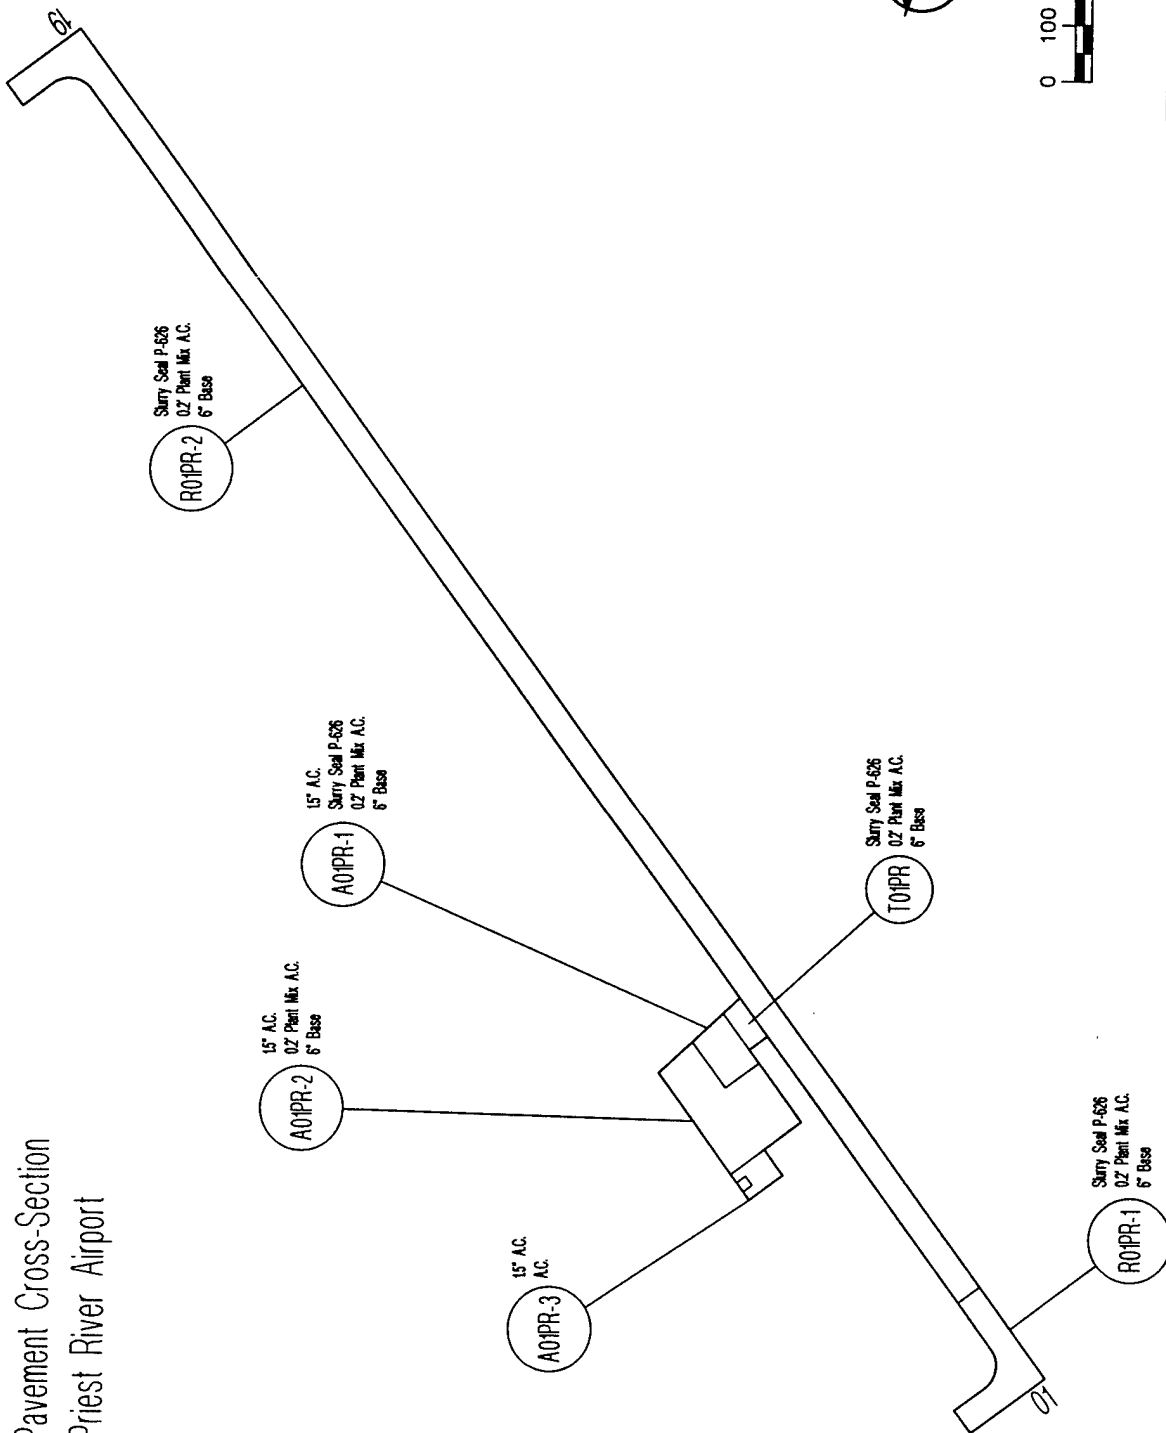 Pavement Cross-Section
Priest River Airport
A01PR-3
1.5" A.C.
A.C.
A01PR-2
1.5" A.C.
0.2' Plant Mix A.C.
6" Base
A01PR-1
1.5" A.C.
Slurry Seal P-626
0.2' Plant Mix A.C.
6" Base
R01PR-2
Slurry Seal P-626
0.2' Plant Mix A.C.
6" Base
19
T01PR
Slurry Seal P-626
0.2' Plant Mix A.C.
6" Base
01
R01PR-1
Slurry Seal P-626
0.2' Plant Mix A.C.
6" Base
0 100